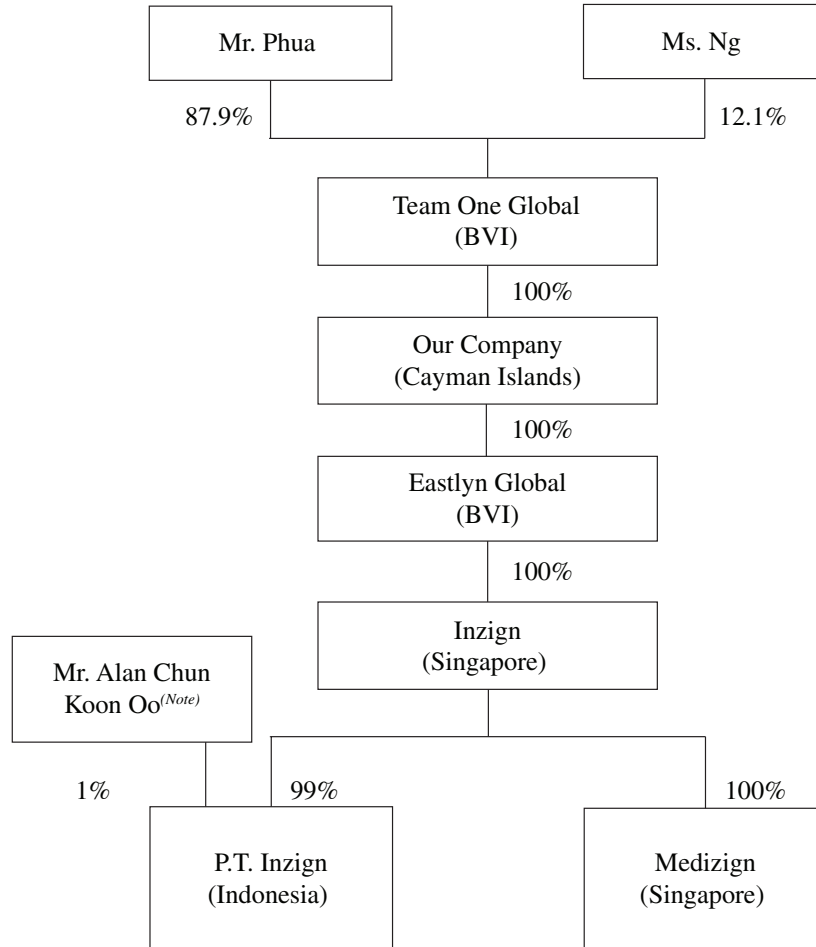 Mr. Phua
Ms. Ng
87.9%
12.1%
Team One Global
(BVI)
100%
Our Company
(Cayman Islands)
100%
Eastlyn Global
(BVI)
100%
Inzign
(Singapore)
Mr. Alan Chun
Koon Oo(Note)
1%
99%
100%
P.T. Inzign
(Indonesia)
Medizign
(Singapore)